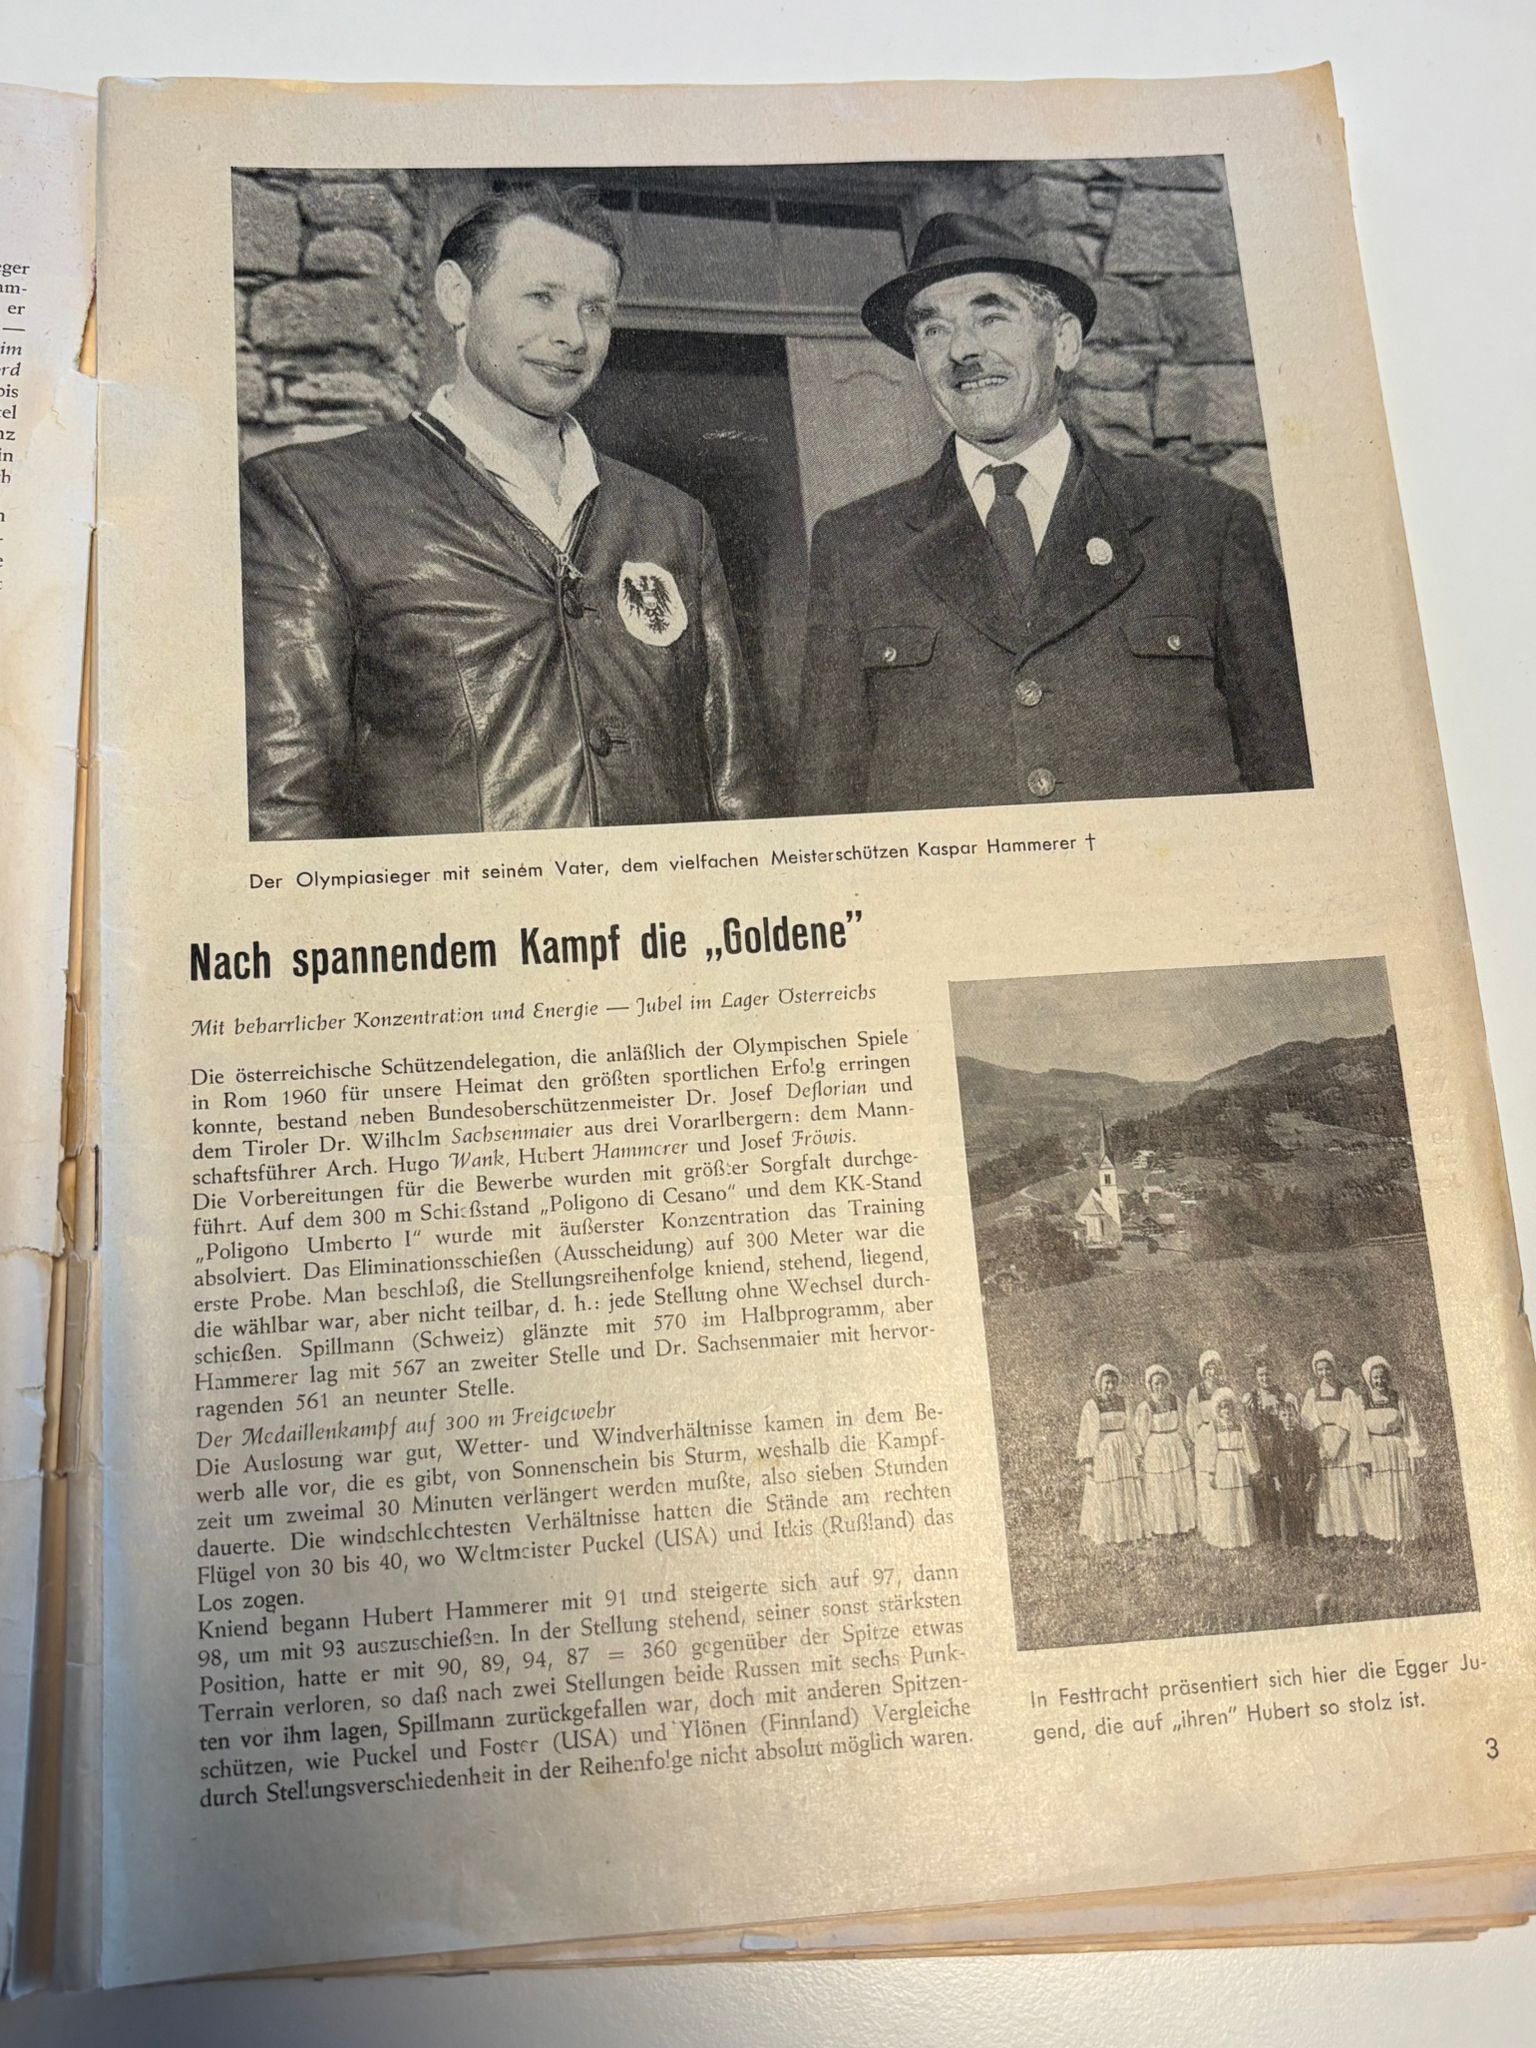 eger
am-
er
—
im
erd
bis
tel
nz
in
th
Der Olympiasieger mit seinem Vater, dem vielfachen Meisterschützen Kaspar Hammerer †
Nach spannendem Kampf die „Goldene”
Mit beharrlicher Konzentration und Energie — Jubel im Lager Österreichs
Die österreichische Schützendelegation, die anläßlich der Olympischen Spiele
in Rom 1960 für unsere Heimat den größten sportlichen Erfolg erringen
konnte, bestand neben Bundesoberschützenmeister Dr. Josef Deflorian und
dem Tiroler Dr. Wilhelm Sachsenmaier aus drei Vorarlbergern: dem Mann-
schaftsführer Arch. Hugo Wank, Hubert Hammerer und Josef Fröwis.
Die Vorbereitungen für die Bewerbe wurden mit größter Sorgfalt durchge-
führt. Auf dem 300 m Schießstand „Poligono di Cesano“ und dem KK-Stand
„Poligono Umberto I“ wurde mit äußerster Konzentration das Training
absolviert. Das Eliminationsschießen (Ausscheidung) auf 300 Meter war die
erste Probe. Man beschloß, die Stellungsreihenfolge kniend, stehend, liegend,
die wählbar war, aber nicht teilbar, d. h.: jede Stellung ohne Wechsel durch-
schießen. Spillmann (Schweiz) glänzte mit 570 im Halbprogramm, aber
Hammerer lag mit 567 an zweiter Stelle und Dr. Sachsenmaier mit hervor-
ragenden 561 an neunter Stelle.
Der Medaillenkampf auf 300 m Freigewehr
Die Auslosung war gut, Wetter- und Windverhältnisse kamen in dem Be-
werb alle vor, die es gibt, von Sonnenschein bis Sturm, weshalb die Kampf-
zeit um zweimal 30 Minuten verlängert werden mußte, also sieben Stunden
dauerte. Die windschlechtesten Verhältnisse hatten die Stände am rechten
Flügel von 30 bis 40, wo Weltmeister Puckel (USA) und Itkis (Rußland) das
Los zogen.
Kniend begann Hubert Hammerer mit 91 und steigerte sich auf 97, dann
98, um mit 93 auszuschießen. In der Stellung stehend, seiner sonst stärksten
Position, hatte er mit 90, 89, 94, 87 = 360 gegenüber der Spitze etwas
Terrain verloren, so daß nach zwei Stellungen beide Russen mit sechs Punk-
ten vor ihm lagen, Spillmann zurückgefallen war, doch mit anderen Spitzen-
schützen, wie Puckel und Foster (USA) und Ylönen (Finnland) Vergleiche
durch Stellungsverschiedenheit in der Reihenfolge nicht absolut möglich waren.
In Festtracht präsentiert sich hier die Egger Ju-
gend, die auf „ihren” Hubert so stolz ist.
3